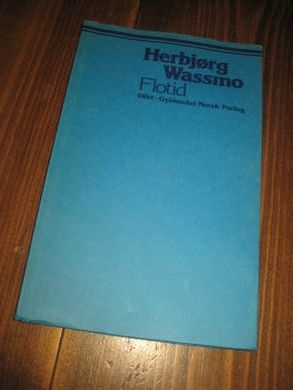 Herbjørg
Wassmo
Flotid
Dikt · Gyldendal Norsk Forlag